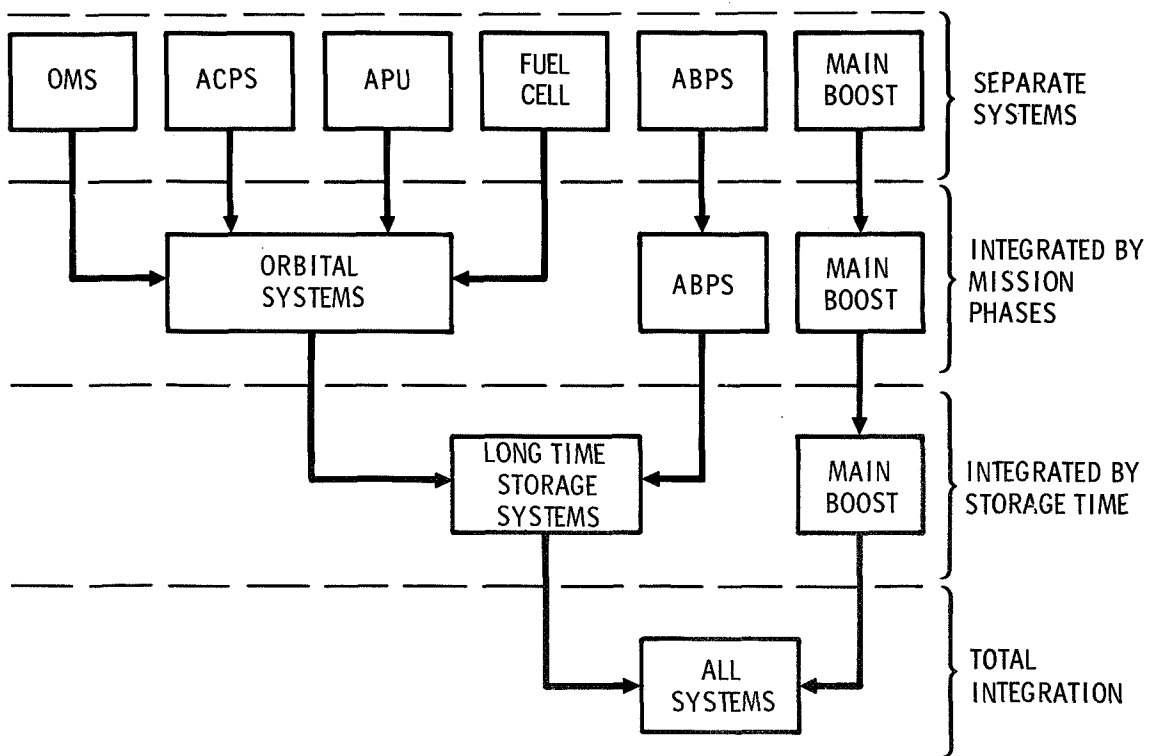 OMS
ACPS
APU
FUEL
CELL
ABPS
MAIN
BOOST
SEPARATE
SYSTEMS
ORBITAL
SYSTEMS
ABPS
MAIN
BOOST
INTEGRATED BY
MISSION
PHASES
LONG TIME
STORAGE
SYSTEMS
MAIN
BOOST
INTEGRATED BY
STORAGE TIME
ALL
SYSTEMS
TOTAL
INTEGRATION